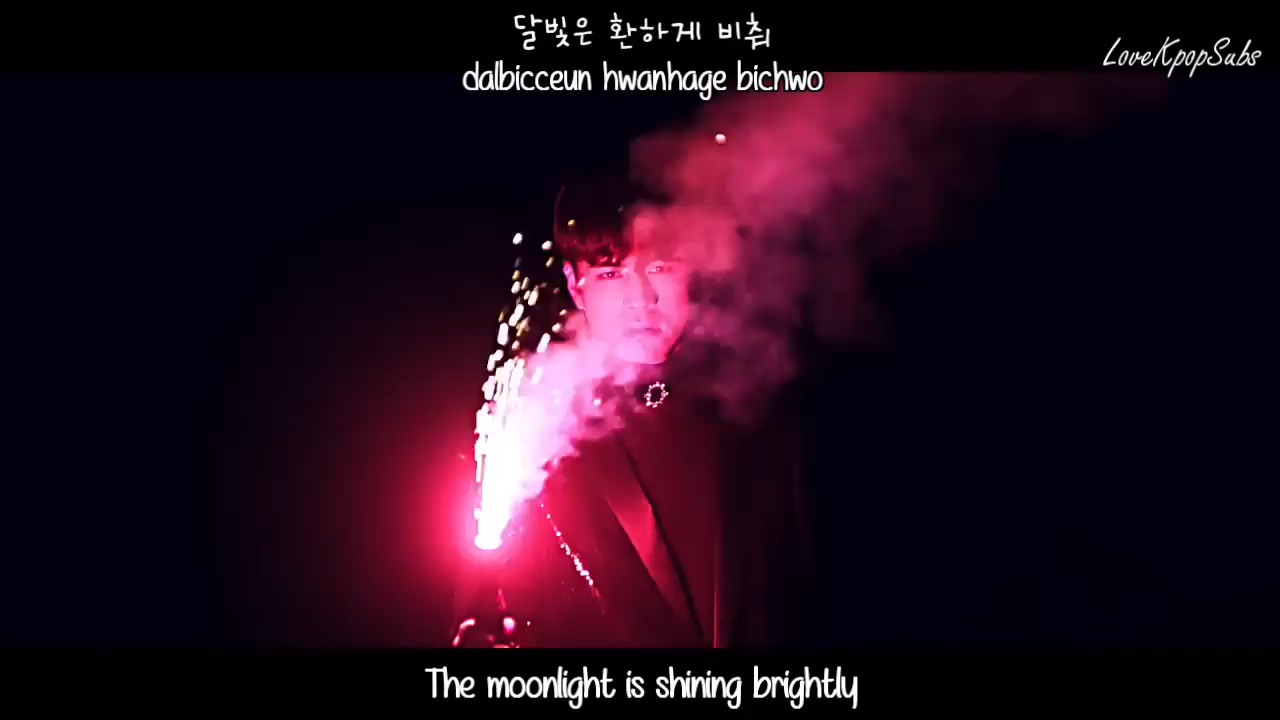 달빛은 환하게 비춰
LoveKpopSubs
dalbicceun hwanhage bichwo
The moonlight is shining brightly